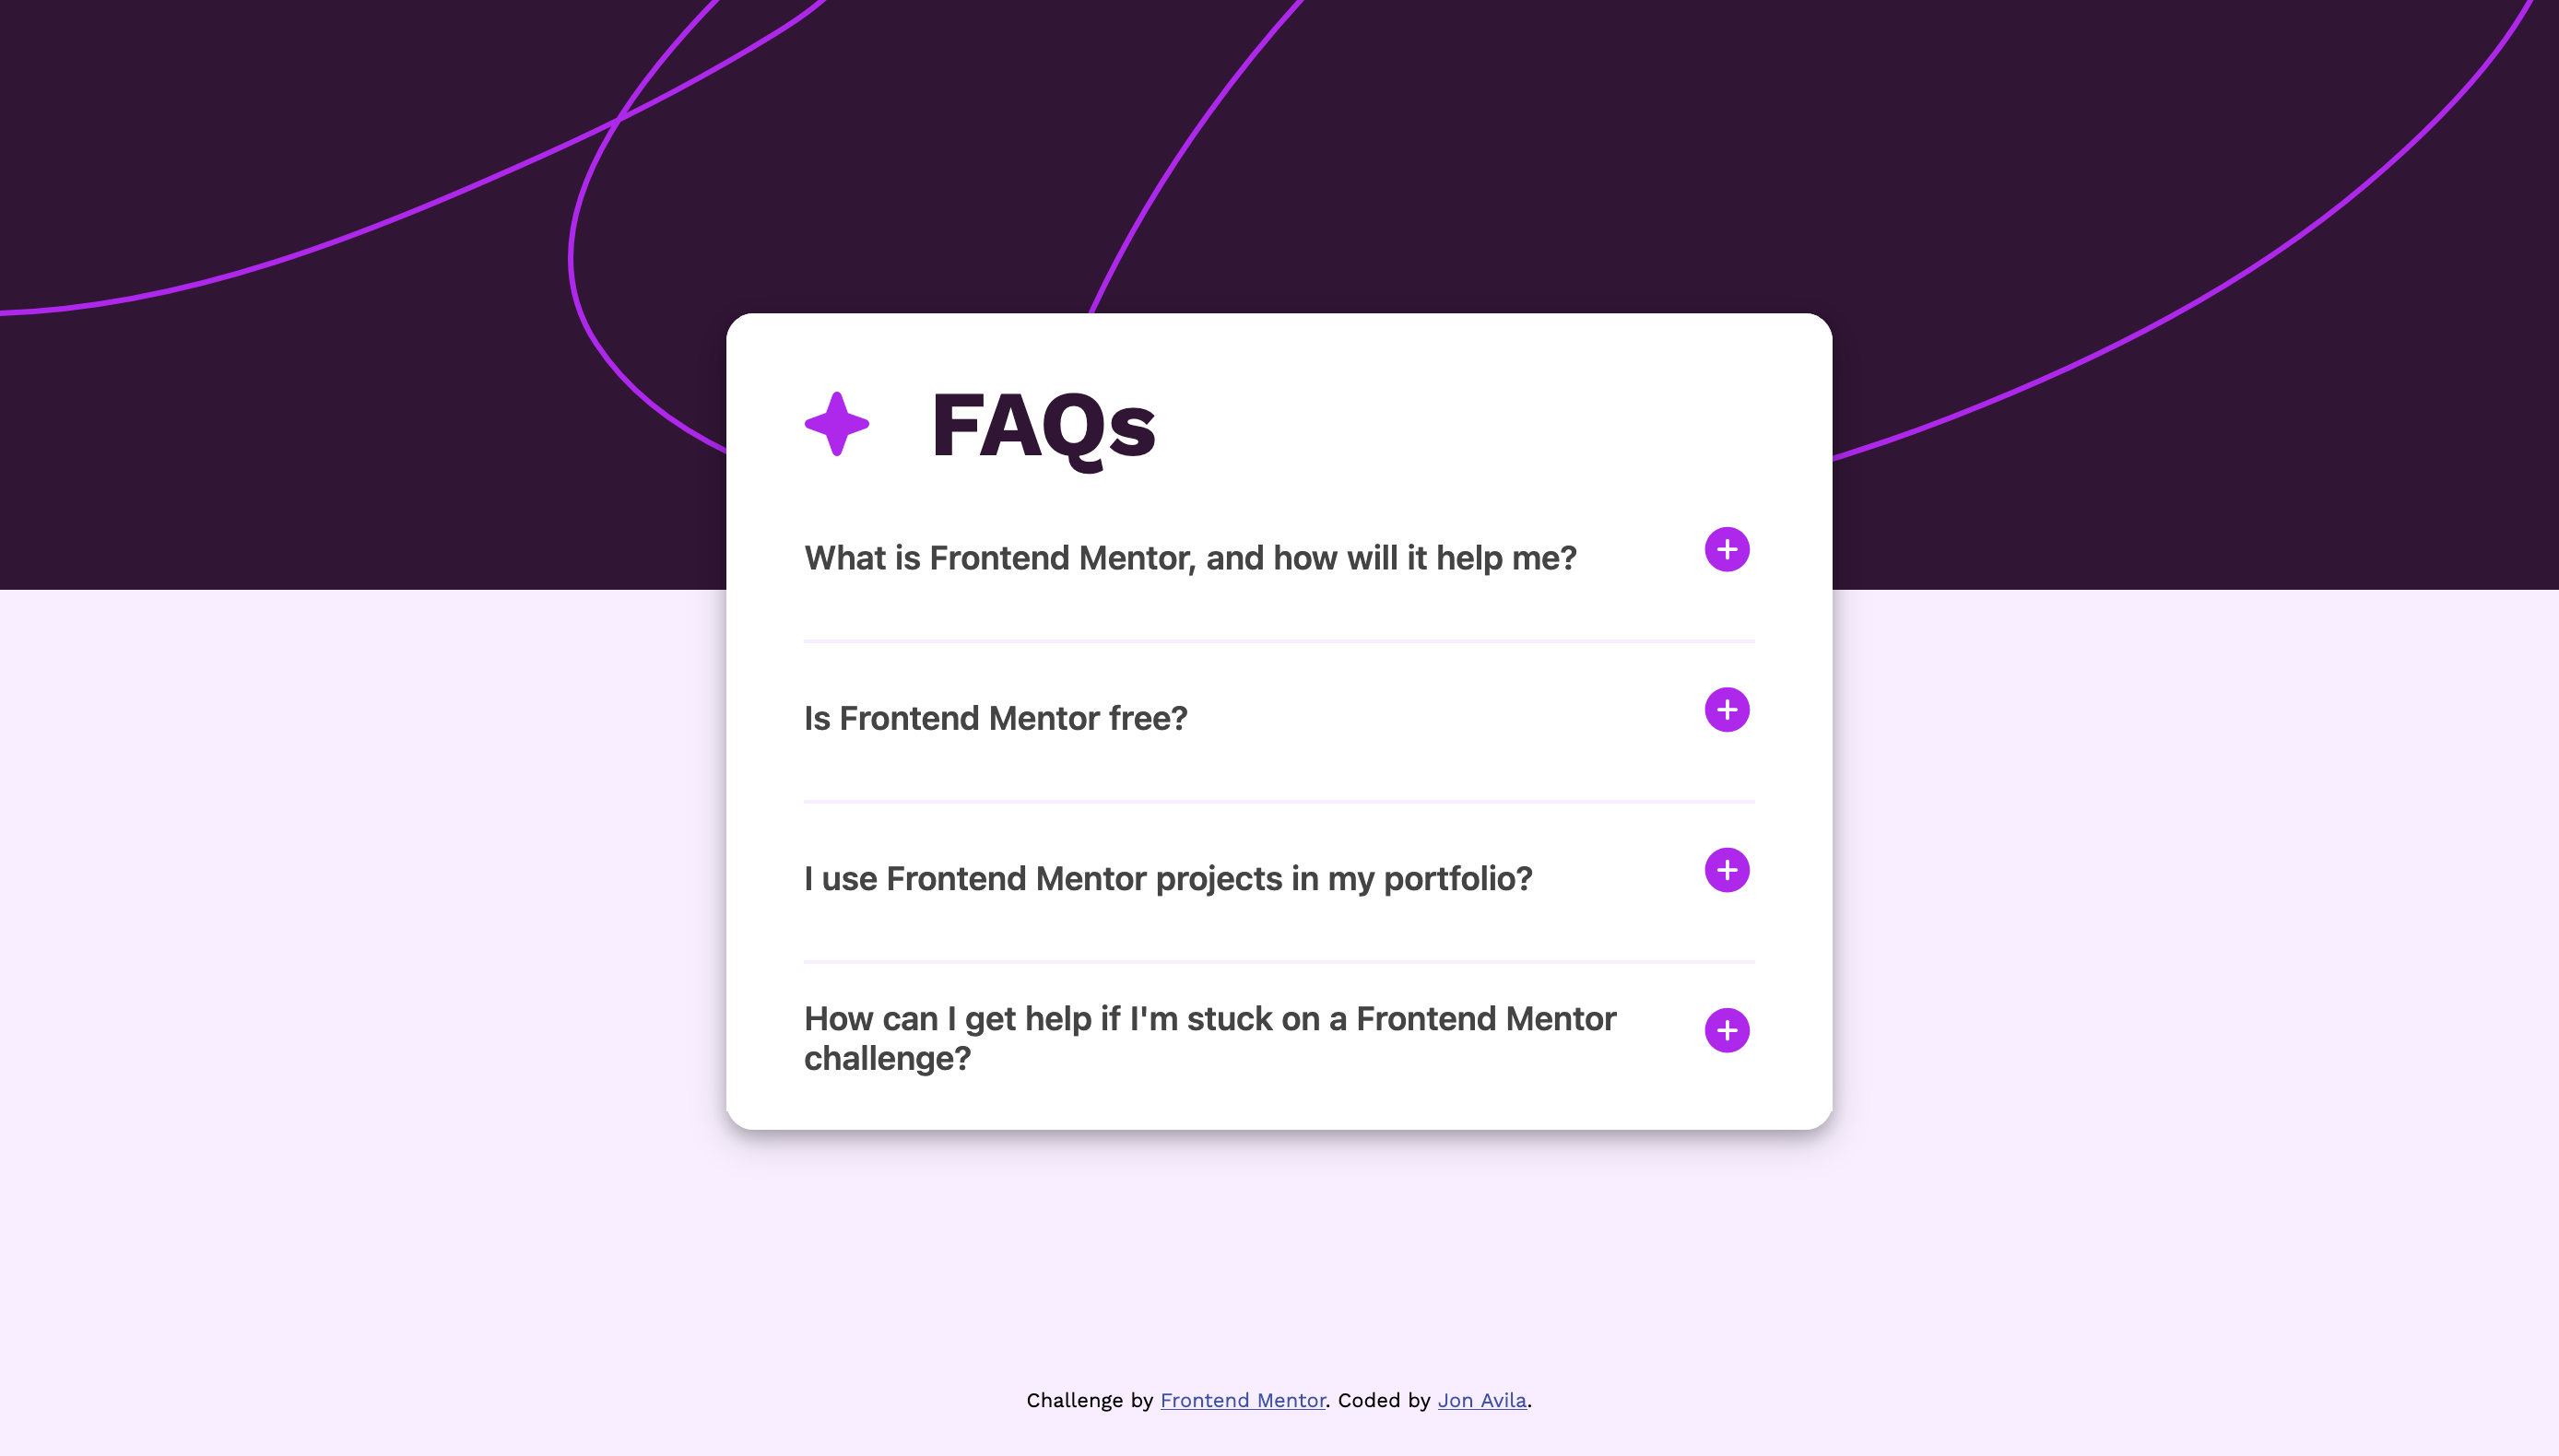 FAQs
What is Frontend Mentor, and how will it help me?
Is Frontend Mentor free?
I use Frontend Mentor projects in my portfolio?
How can I get help if I'm stuck on a Frontend Mentor
challenge?
Challenge by Frontend Mentor. Coded by Jon Avila.